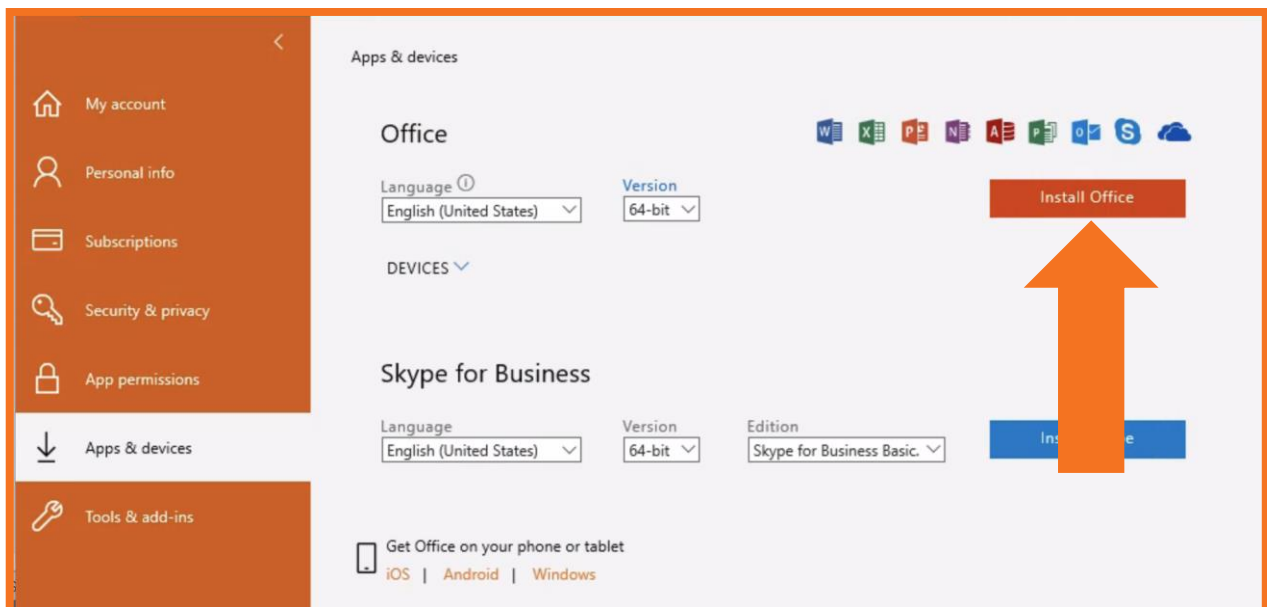 Apps & devices
My account
Personal info
Subscriptions
Security & privacy
App permissions
Apps & devices
Tools & add-ins
Office
Language
Version
English (United States)
64-bit
Install Office
DEVICES
Skype for Business
Language
Version
Edition
English (United States)
64-bit
Skype for Business Basic.
Get Office on your phone or tablet
iOS | Android | Windows